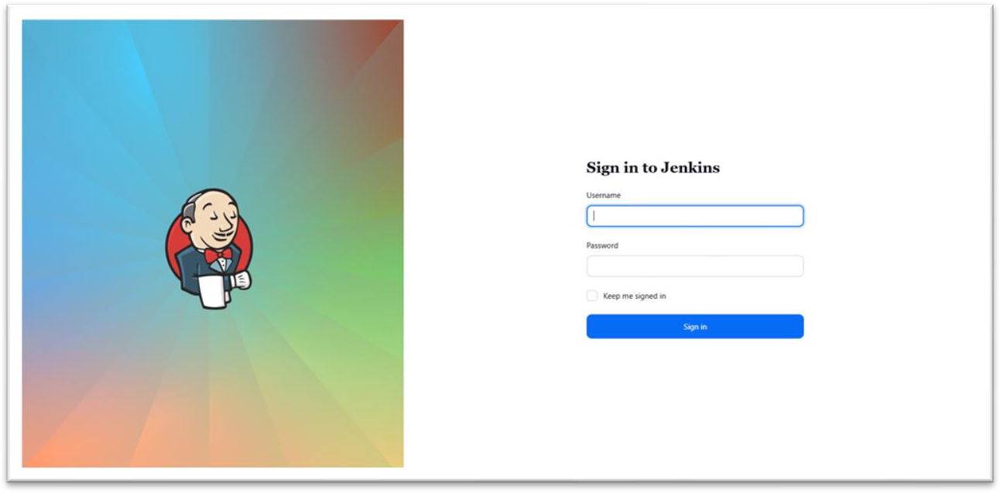 Sign in to Jenkins
Username
Password
Keep me signed in
Sign in